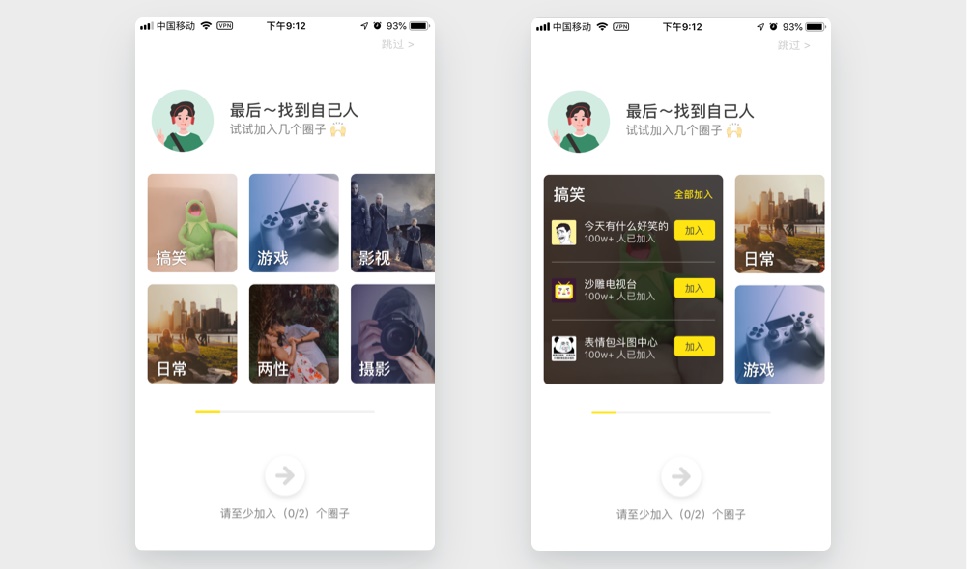 中国移动 VPN 下午9:12 93%
跳过 >
最后～找到自己人
试试加入几个圈子 🙌
搞笑
游戏
影视
日常
两性
摄影
请至少加入（0/2）个圈子
中国移动 VPN 下午9:12 93%
跳过 >
最后～找到自己人
试试加入几个圈子 🙌
搞笑 全部加入
今天有什么好笑的
100w+ 人已加入
加入
沙雕电视台
100w+ 人已加入
加入
表情包斗图中心
100w+ 人已加入
加入
日常
游戏
请至少加入（0/2）个圈子